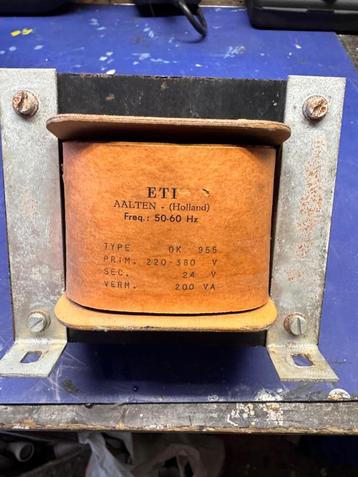 ETI
AALTEN - (Holland)
Freq.: 50-60 Hz
TYPE OK 955
PRIM. 220-380 V
SEC. 24 V
VERM. 200 VA